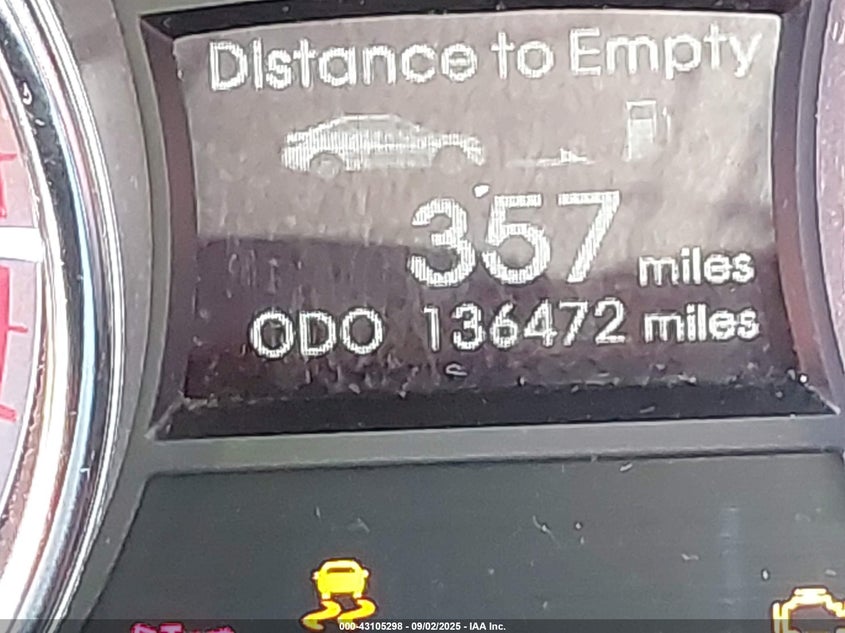 Distance to Empty
357 miles
ODO 136472 miles
000-43105298 - 09/02/2025 - IAA Inc.